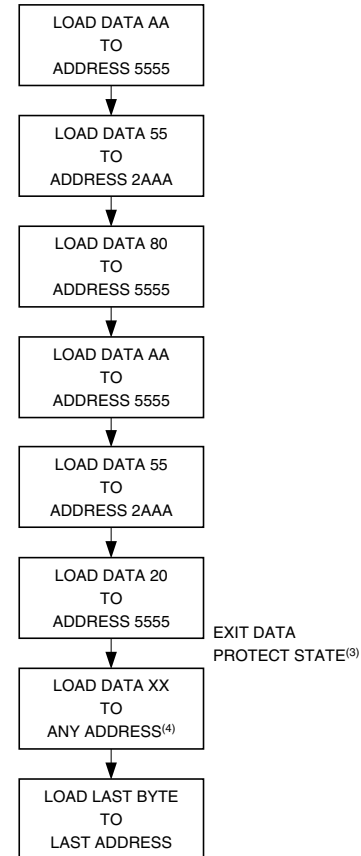 LOAD DATA AA
TO
ADDRESS 5555
LOAD DATA 55
TO
ADDRESS 2AAA
LOAD DATA 80
TO
ADDRESS 5555
LOAD DATA AA
TO
ADDRESS 5555
LOAD DATA 55
TO
ADDRESS 2AAA
LOAD DATA 20
TO
ADDRESS 5555
EXIT DATA
PROTECT STATE(3)
LOAD DATA XX
TO
ANY ADDRESS(4)
LOAD LAST BYTE
TO
LAST ADDRESS